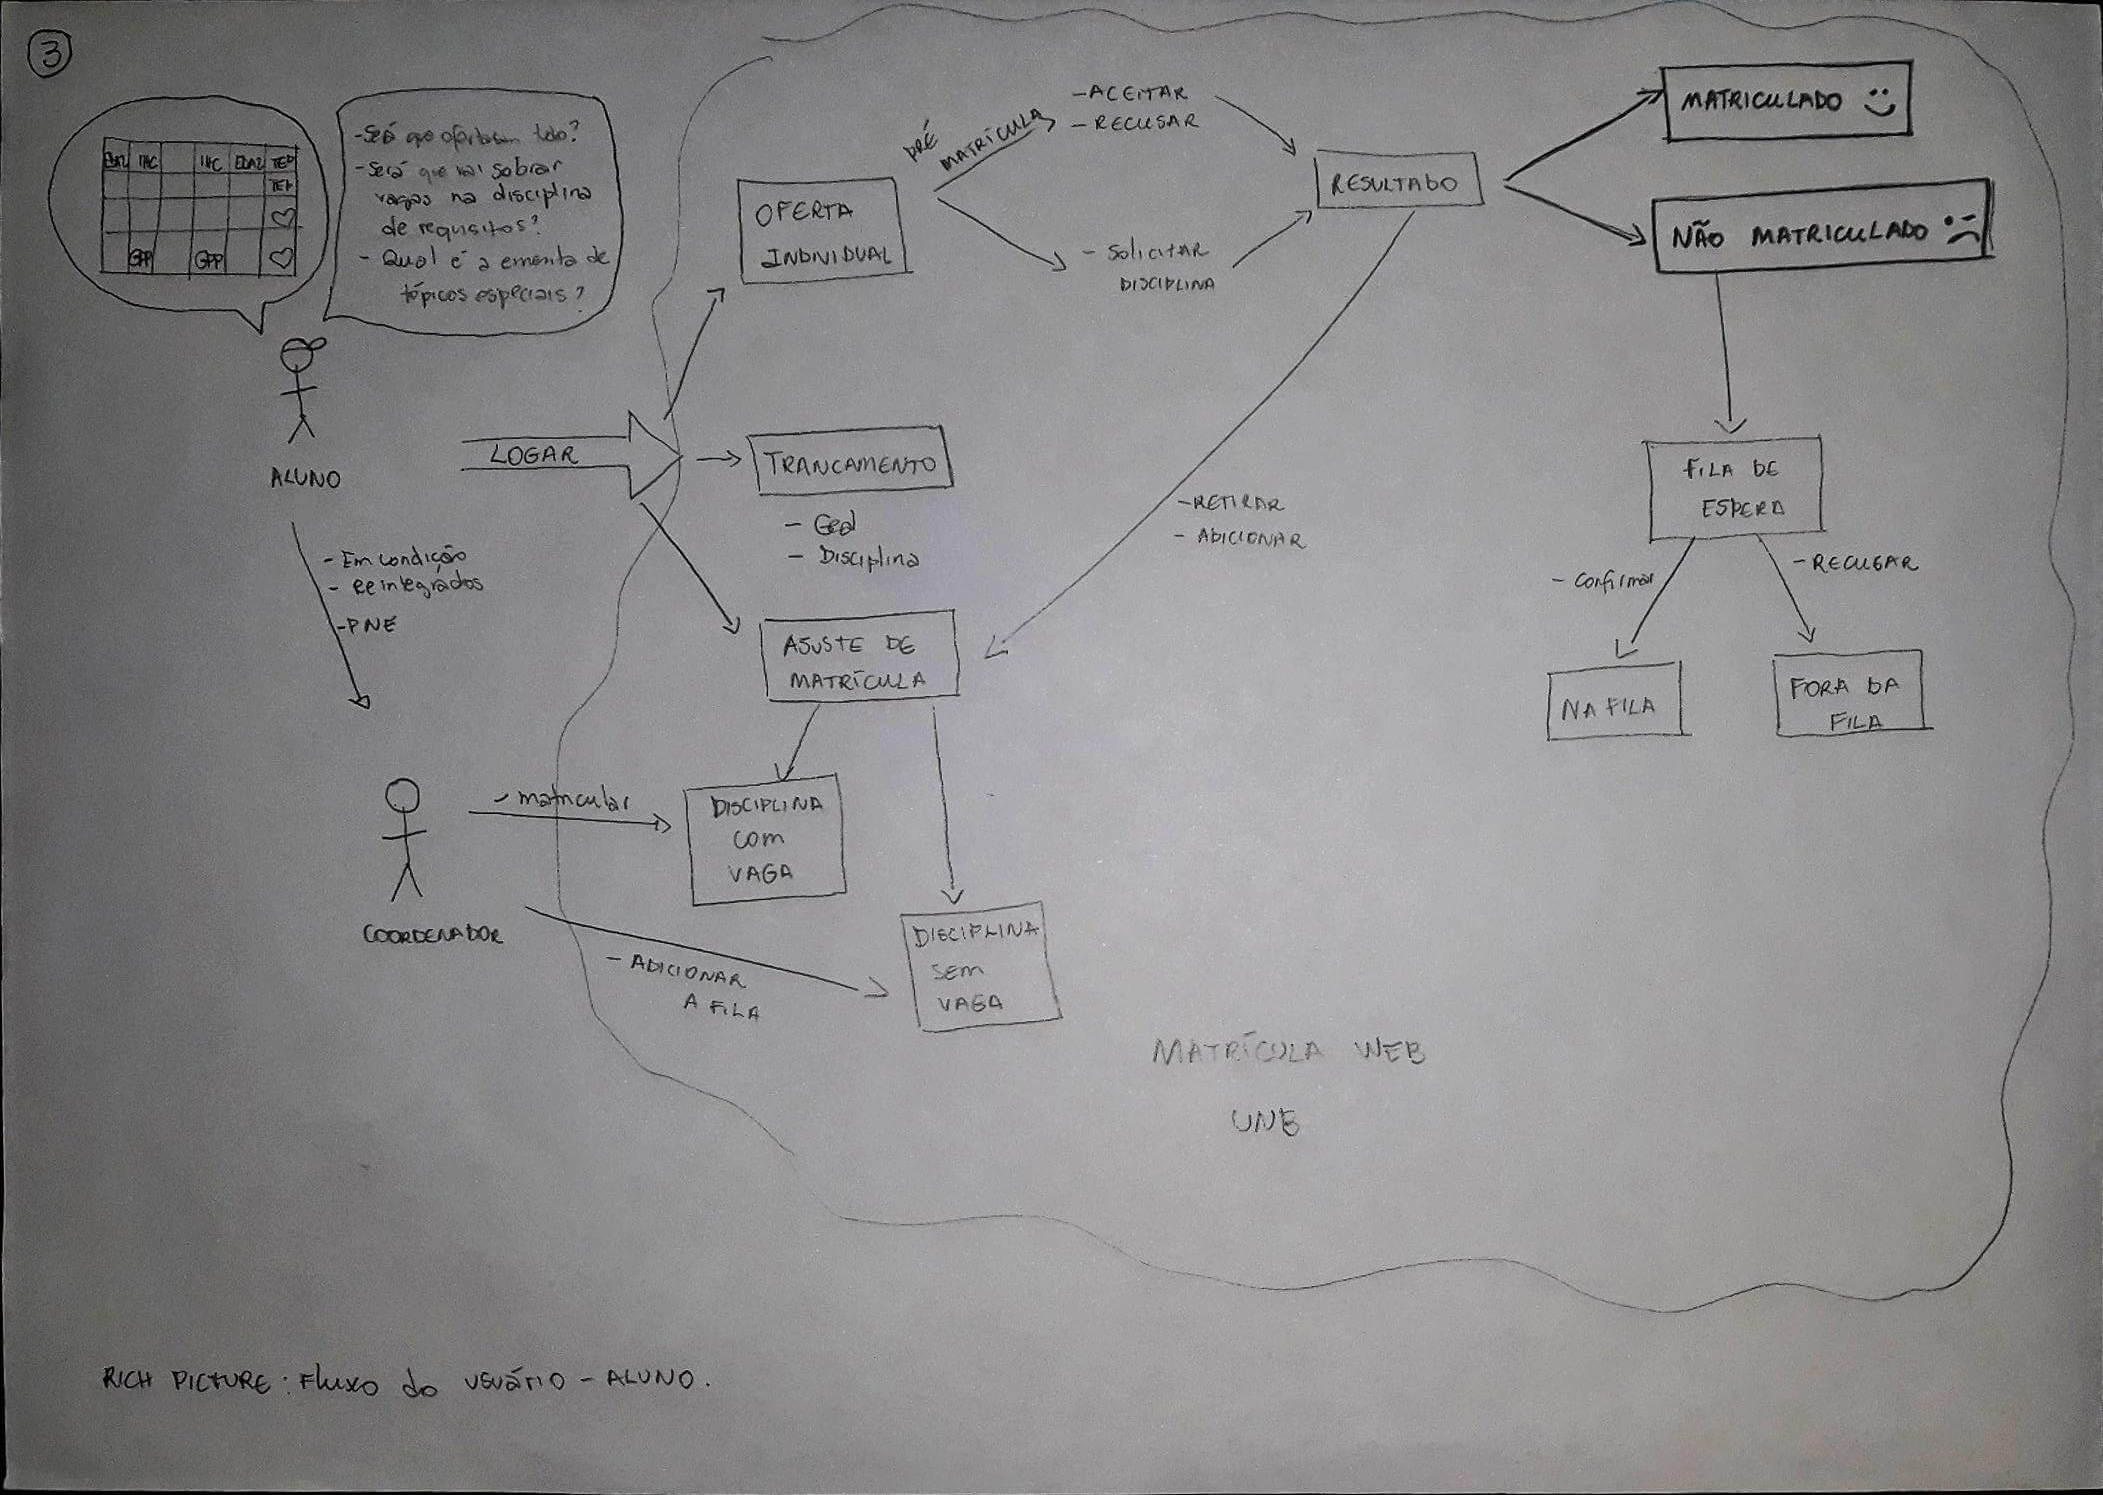 3
IHC IHC EDA2 TEP
TEP
GPP GPP
-Será que ofertam tudo?
-Será que vai sobrar
vagas na disciplina
de requisitos?
- Qual é a ementa de
tópicos especiais?
ALUNO
LOGAR
- Em condição
- Reintegrados
-PNE
COORDENADOR
- matricular
- ADICIONAR
A FILA
OFERTA
INDIVIDUAL
PRÉ
MATRÍCULA
-ACEITAR
-RECUSAR
- Solicitar
DISCIPLINA
RESULTADO
MATRICULADO
NÃO MATRICULADO
TRANCAMENTO
- Geral
- Disciplina
-RETIRAR
- ADICIONAR
AJUSTE DE
MATRÍCULA
DISCIPLINA
COM
VAGA
DISCIPLINA
SEM
VAGA
FILA DE
ESPERA
- Confirmar
-RECUSAR
NA FILA
FORA DA
FILA
MATRÍCULA WEB
UNB
RICH PICTURE: Fluxo do usuário - ALUNO.